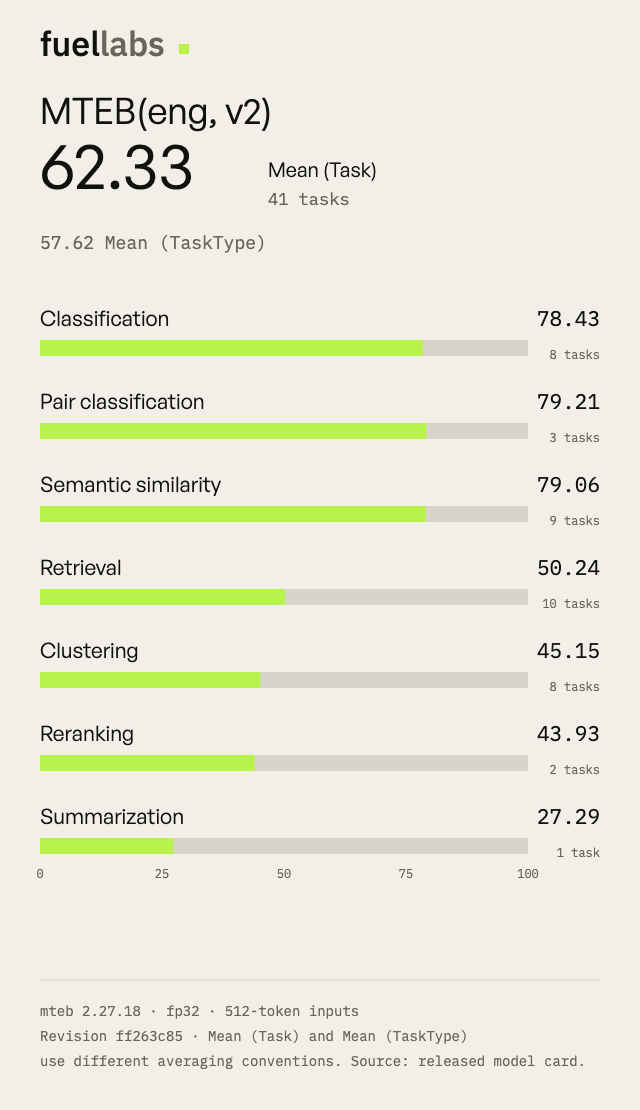 fuellabs
MTEB(eng, v2)
62.33
Mean (Task)
41 tasks
57.62 Mean (TaskType)
Classification 78.43
8 tasks
Pair classification 79.21
3 tasks
Semantic similarity 79.06
9 tasks
Retrieval 50.24
10 tasks
Clustering 45.15
8 tasks
Reranking 43.93
2 tasks
Summarization 27.29
1 task
0 25 50 75 100
mteb 2.27.18 · fp32 · 512-token inputs
Revision ff263c85 · Mean (Task) and Mean (TaskType)
use different averaging conventions. Source: released model card.